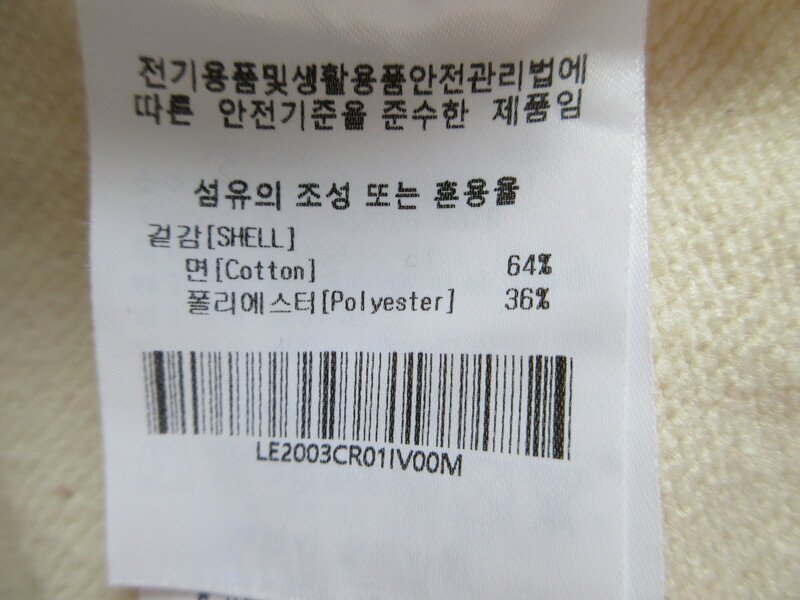 전기용품및생활용품안전관리법에
따른 안전기준을 준수한 제품임
섬유의 조성 또는 혼용율
겉감[SHELL]
면[Cotton] 64%
폴리에스터[Polyester] 36%
LE2003CR01IV00M